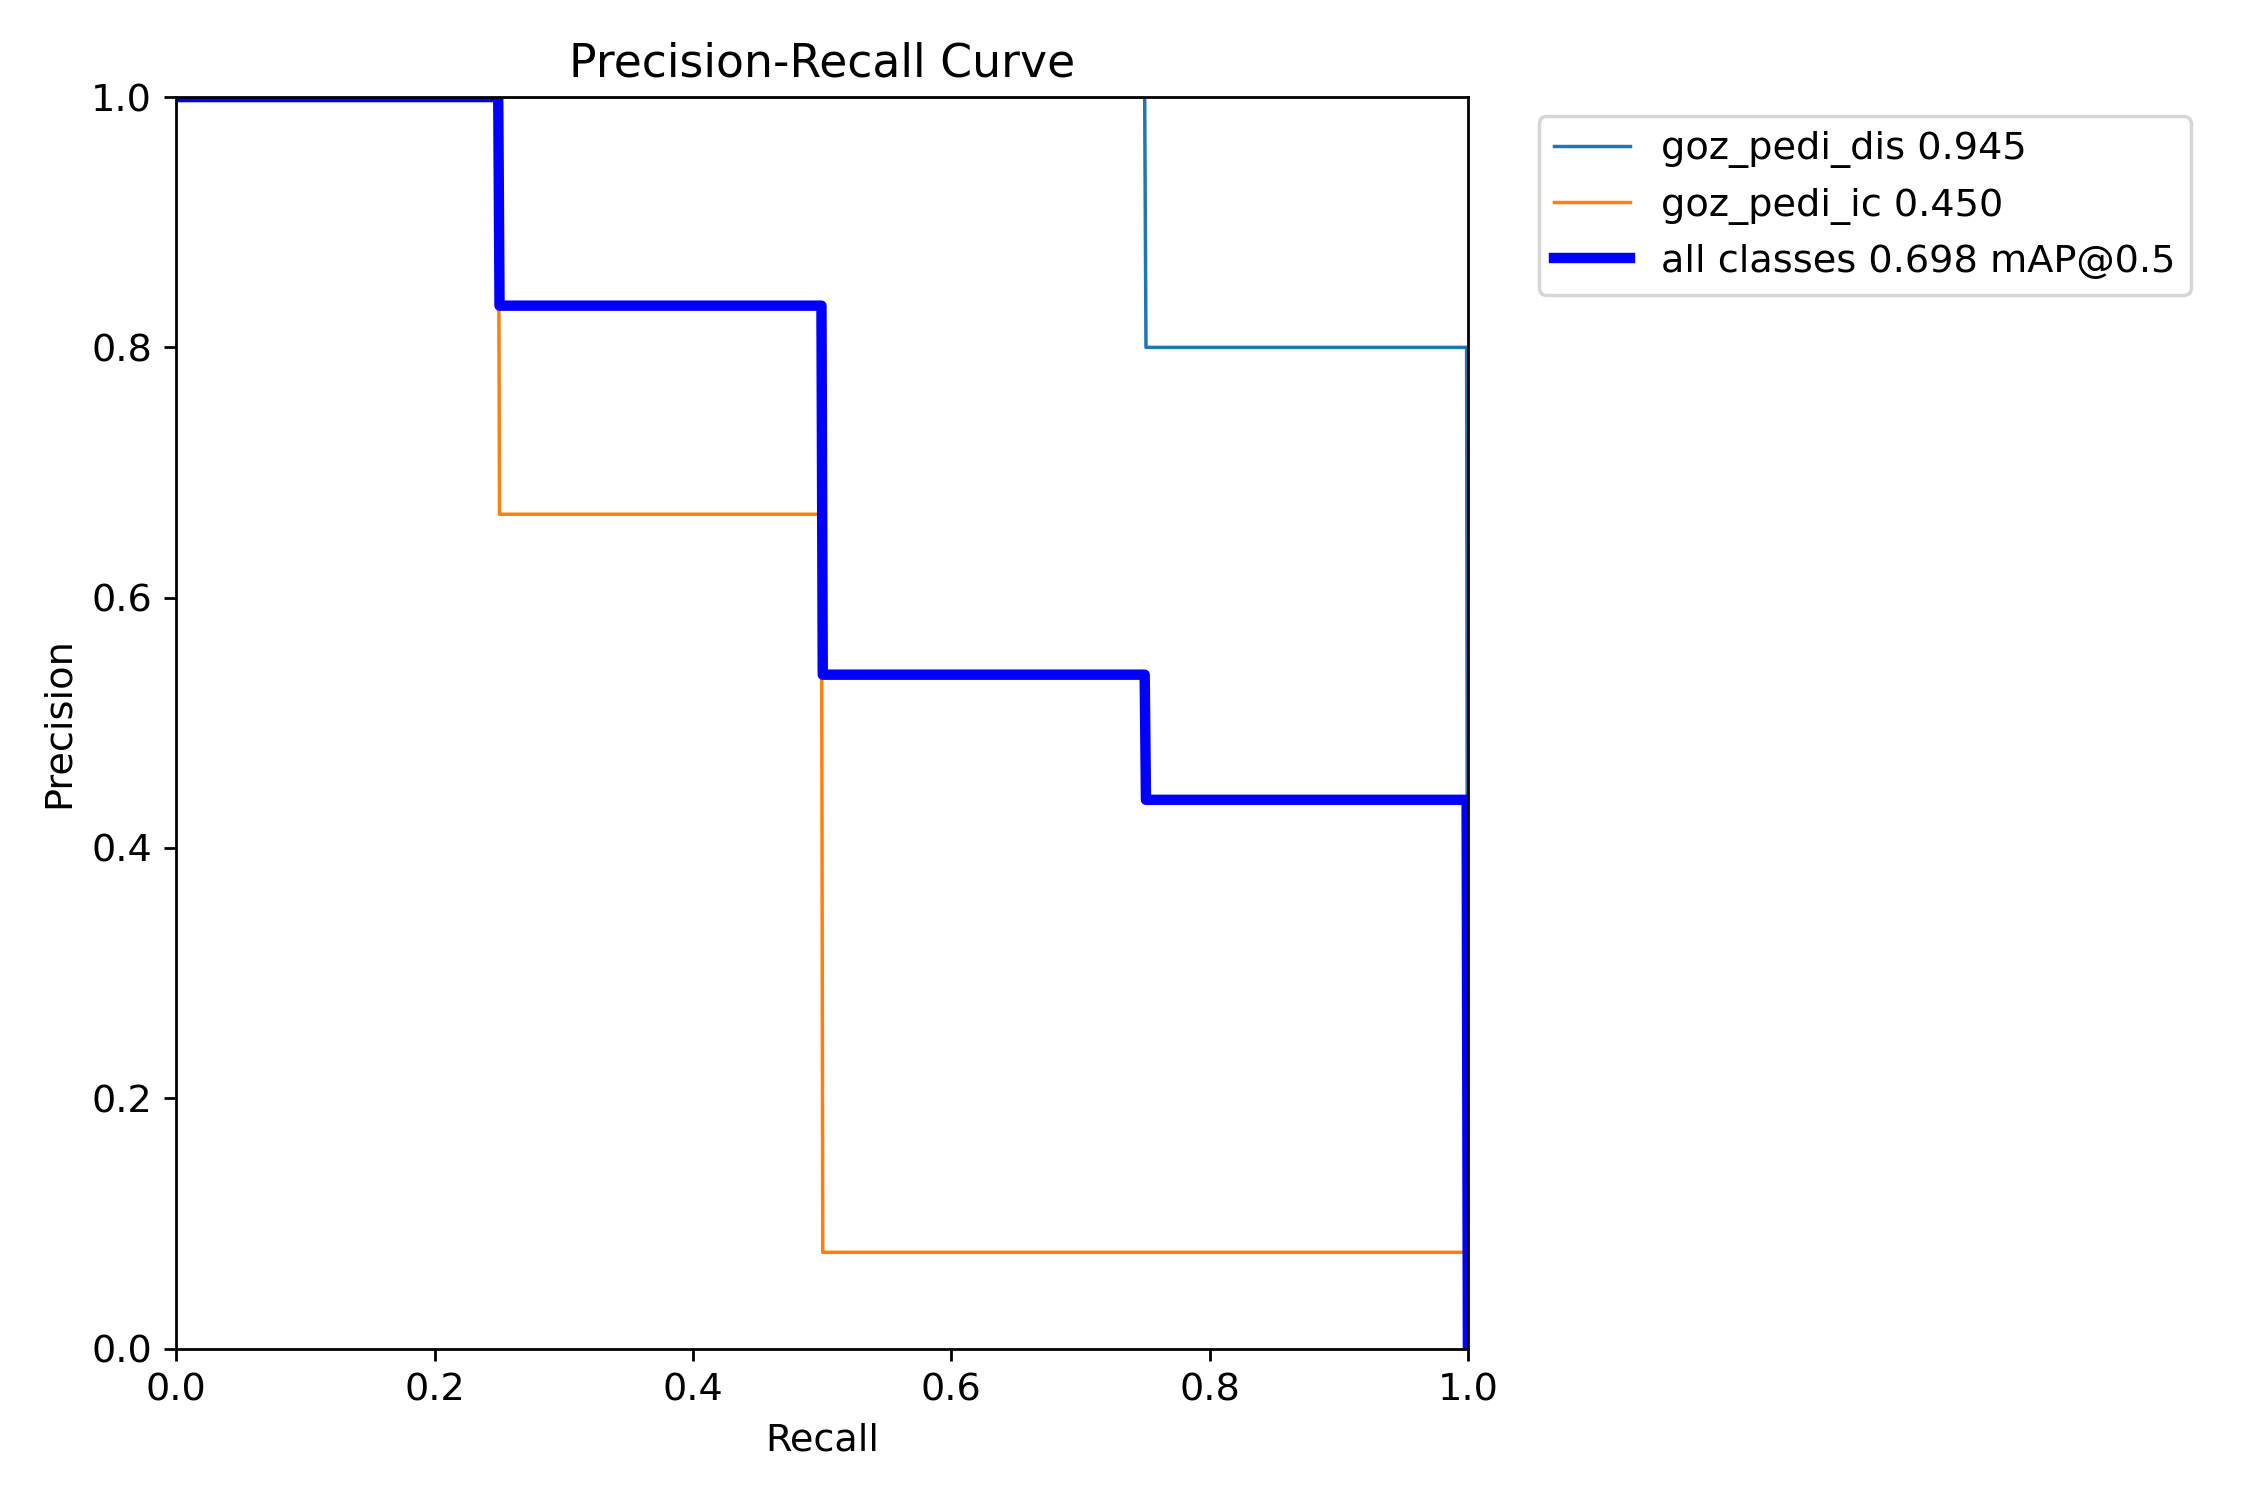 Precision-Recall Curve
1.0
0.8
0.6
0.4
0.2
0.0
Precision
0.0 0.2 0.4 0.6 0.8 1.0
Recall
goz_pedi_dis 0.945
goz_pedi_ic 0.450
all classes 0.698 mAP@0.5